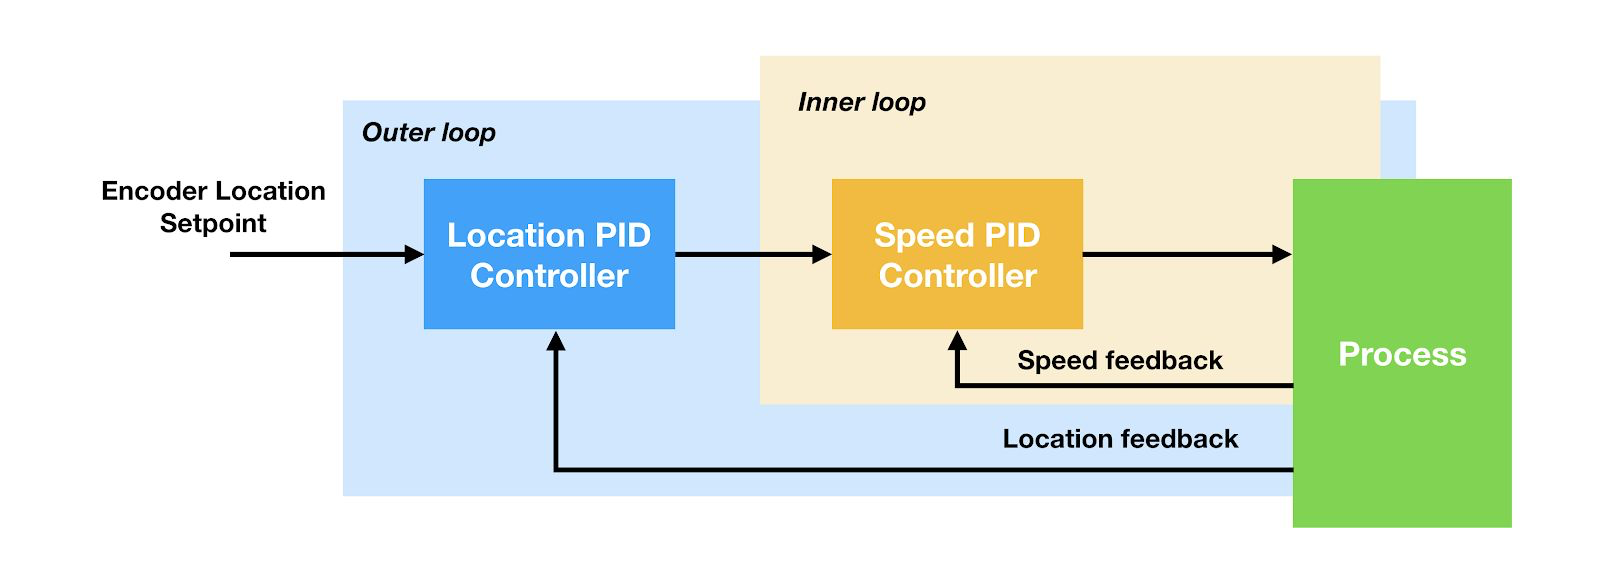 Inner loop
Outer loop
Encoder Location
Setpoint
Location PID
Controller
Speed PID
Controller
Process
Speed feedback
Location feedback